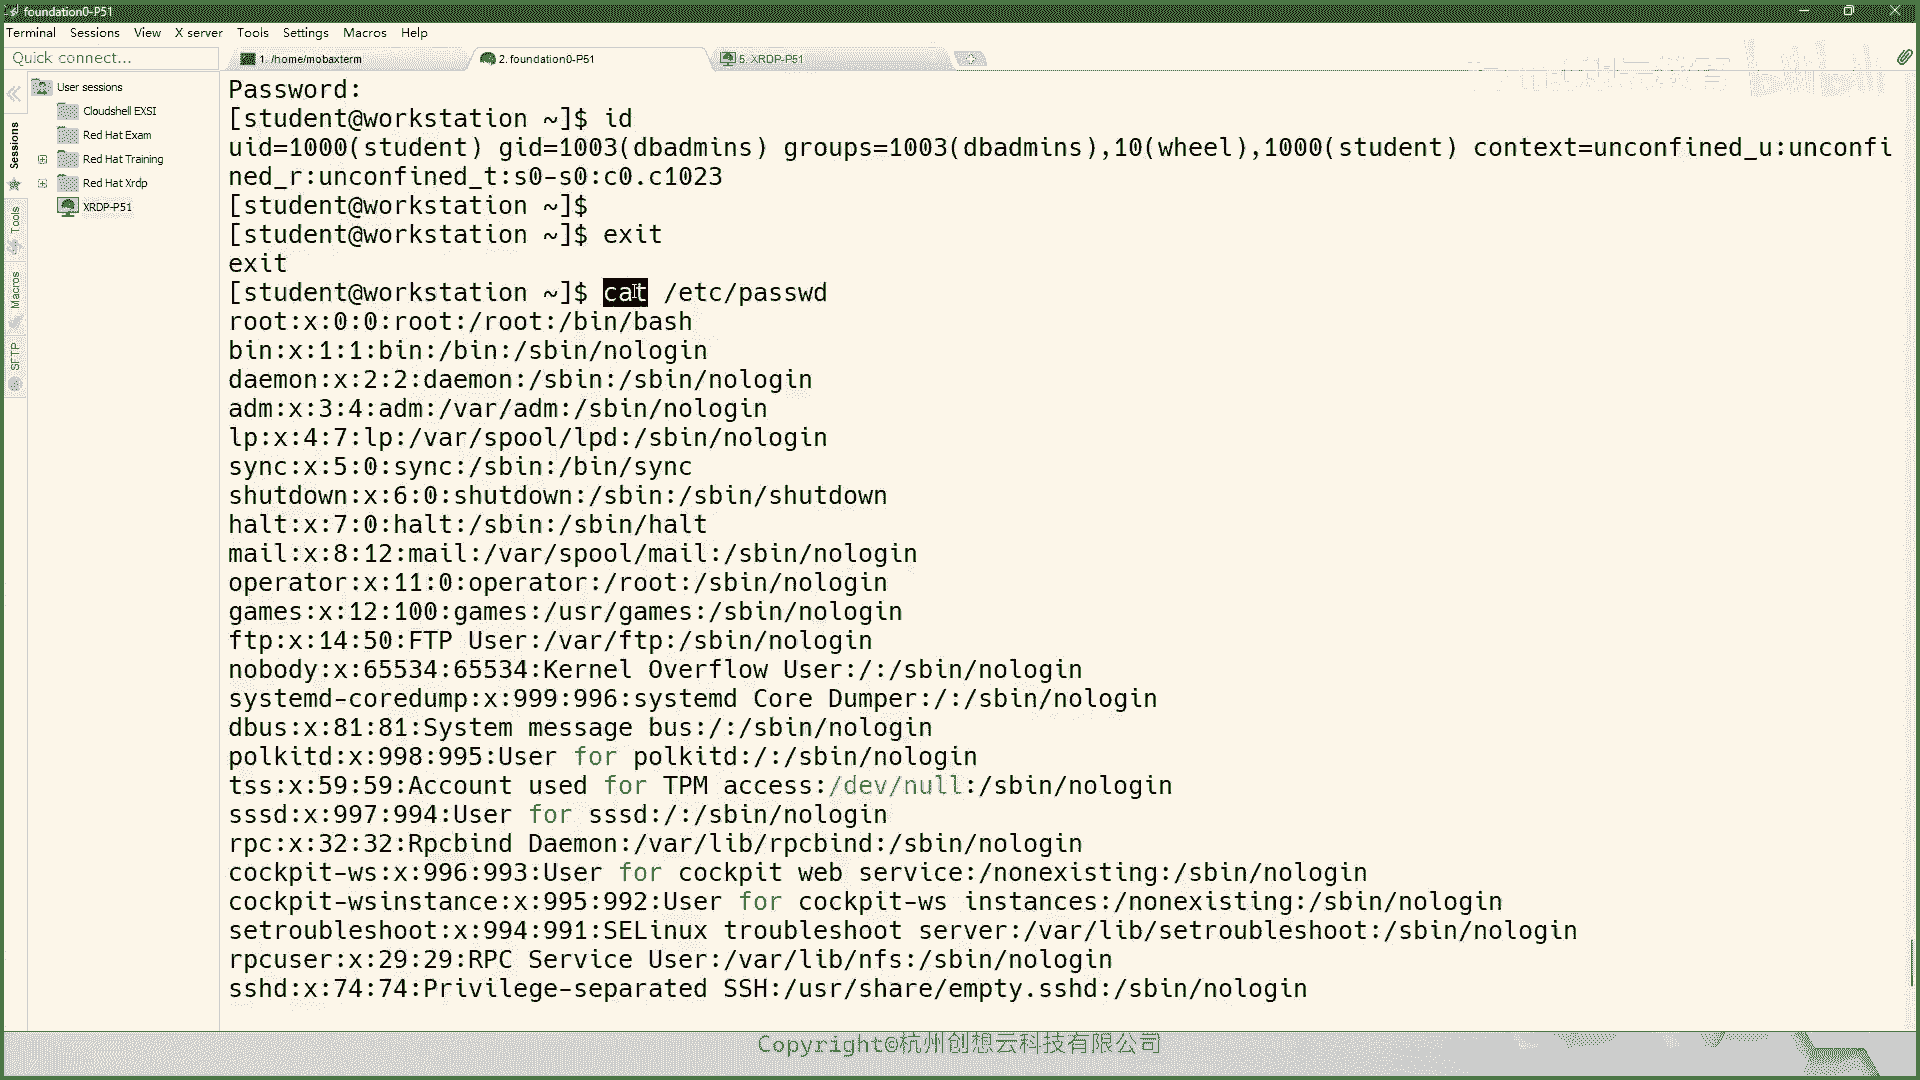 foundation0-P51
Terminal Sessions View X server Tools Settings Macros Help
Quick connect...
1. /home/mobaxterm
2. foundation0-P51
5. XRDP-P51
User sessions
Cloudshell EXSI
Red Hat Exam
Red Hat Training
Red Hat Xrdp
XRDP-P51
Sessions
Tools
Macros
SFTP
Password:
[student@workstation ~]$ id
uid=1000(student) gid=1003(dbadmins) groups=1003(dbadmins),10(wheel),1000(student) context=unconfined_u:unconfi
ned_r:unconfined_t:s0-s0:c0.c1023
[student@workstation ~]$
[student@workstation ~]$ exit
exit
[student@workstation ~]$ cat /etc/passwd
root:x:0:0:root:/root:/bin/bash
bin:x:1:1:bin:/bin:/sbin/nologin
daemon:x:2:2:daemon:/sbin:/sbin/nologin
adm:x:3:4:adm:/var/adm:/sbin/nologin
lp:x:4:7:lp:/var/spool/lpd:/sbin/nologin
sync:x:5:0:sync:/sbin:/bin/sync
shutdown:x:6:0:shutdown:/sbin:/sbin/shutdown
halt:x:7:0:halt:/sbin:/sbin/halt
mail:x:8:12:mail:/var/spool/mail:/sbin/nologin
operator:x:11:0:operator:/root:/sbin/nologin
games:x:12:100:games:/usr/games:/sbin/nologin
ftp:x:14:50:FTP User:/var/ftp:/sbin/nologin
nobody:x:65534:65534:Kernel Overflow User:/:/sbin/nologin
systemd-coredump:x:999:996:systemd Core Dumper:/:/sbin/nologin
dbus:x:81:81:System message bus:/:/sbin/nologin
polkitd:x:998:995:User for polkitd:/:/sbin/nologin
tss:x:59:59:Account used for TPM access:/dev/null:/sbin/nologin
sssd:x:997:994:User for sssd:/:/sbin/nologin
rpc:x:32:32:Rpcbind Daemon:/var/lib/rpcbind:/sbin/nologin
cockpit-ws:x:996:993:User for cockpit web service:/nonexisting:/sbin/nologin
cockpit-wsinstance:x:995:992:User for cockpit-ws instances:/nonexisting:/sbin/nologin
setroubleshoot:x:994:991:SELinux troubleshoot server:/var/lib/setroubleshoot:/sbin/nologin
rpcuser:x:29:29:RPC Service User:/var/lib/nfs:/sbin/nologin
sshd:x:74:74:Privilege-separated SSH:/usr/share/empty.sshd:/sbin/nologin
Copyright©杭州创想云科技有限公司